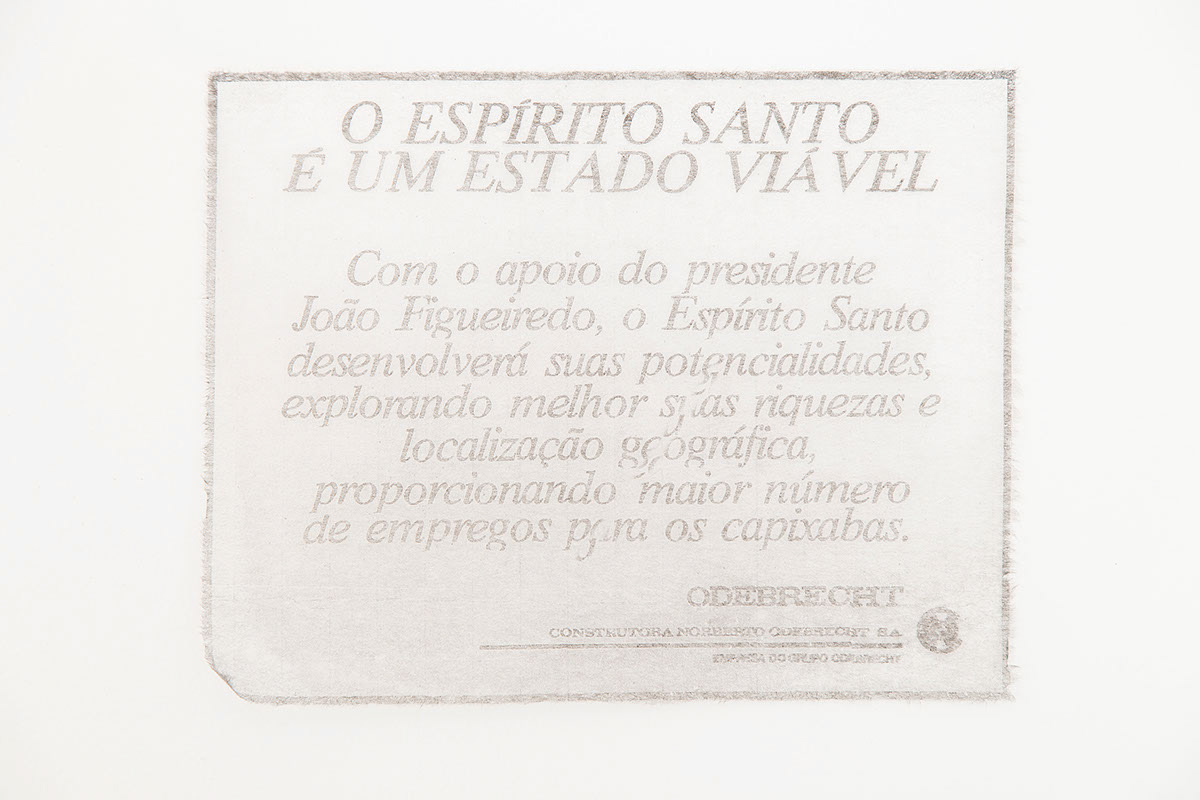 O ESPÍRITO SANTO
É UM ESTADO VIÁVEL
Com o apoio do presidente
João Figueiredo, o Espírito Santo
desenvolverá suas potencialidades,
explorando melhor suas riquezas e
localização geográfica,
proporcionando maior número
de empregos para os capixabas.
ODEBRECHT
CONSTRUTORA NORBERTO ODEBRECHT SA
EMPRESA DO GRUPO ODEBRECHT